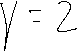 y = 2